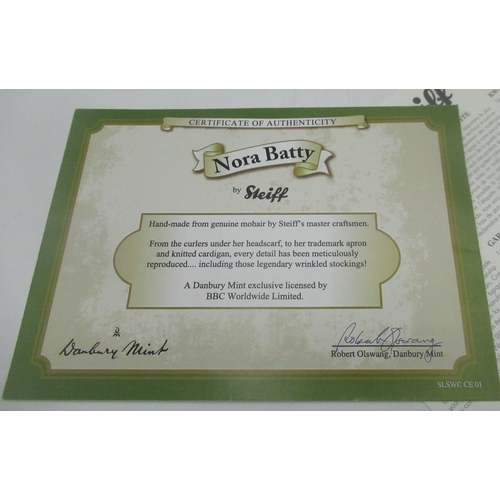 CERTIFICATE OF AUTHENTICITY
Nora Batty
by Steiff
Hand-made from genuine mohair by Steiff's master craftsmen.
From the curlers under her headscarf, to her trademark apron
and knitted cardigan, every detail has been meticulously
reproduced.... including those legendary wrinkled stockings!
A Danbury Mint exclusive licensed by
BBC Worldwide Limited.
Danbury Mint
Robert Olswang, Danbury Mint
SLSWC CE 01